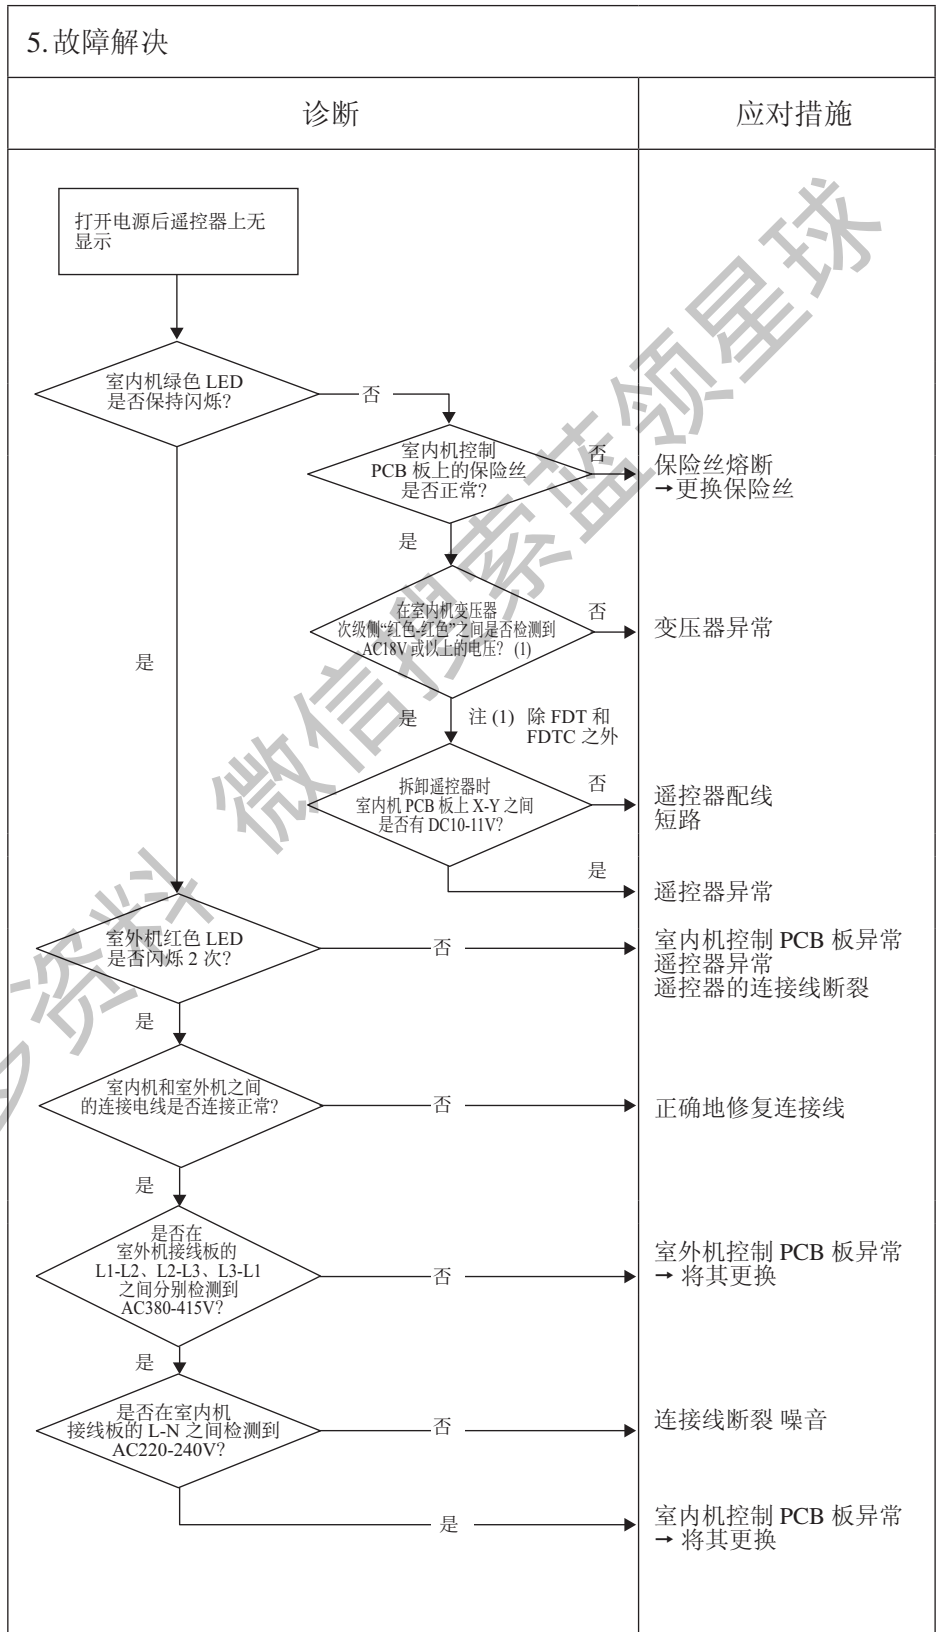 5.故障解决
诊断
应对措施
打开电源后遥控器上无
显示
室内机绿色 LED
是否保持闪烁?
否
室内机控制
PCB 板上的保险丝
是否正常?
否
保险丝熔断
→更换保险丝
是
在室内机变压器
次级侧“红色-红色”之间是否检测到
AC18V 或以上的电压? (1)
否
变压器异常
是
是
注 (1) 除 FDT 和
FDTC 之外
拆卸遥控器时
室内机 PCB 板上 X-Y 之间
是否有 DC10-11V?
否
遥控器配线
短路
是
遥控器异常
室外机红色 LED
是否闪烁 2 次?
否
室内机控制 PCB 板异常
遥控器异常
遥控器的连接线断裂
是
室内机和室外机之间
的连接电线是否连接正常?
否
正确地修复连接线
是
是否在
室外机接线板的
L1-L2、L2-L3、L3-L1
之间分别检测到
AC380-415V?
否
室外机控制 PCB 板异常
→ 将其更换
是
是否在室内机
接线板的 L-N 之间检测到
AC220-240V?
否
连接线断裂 噪音
是
室内机控制 PCB 板异常
→ 将其更换
资料 微信搜索蓝领星球